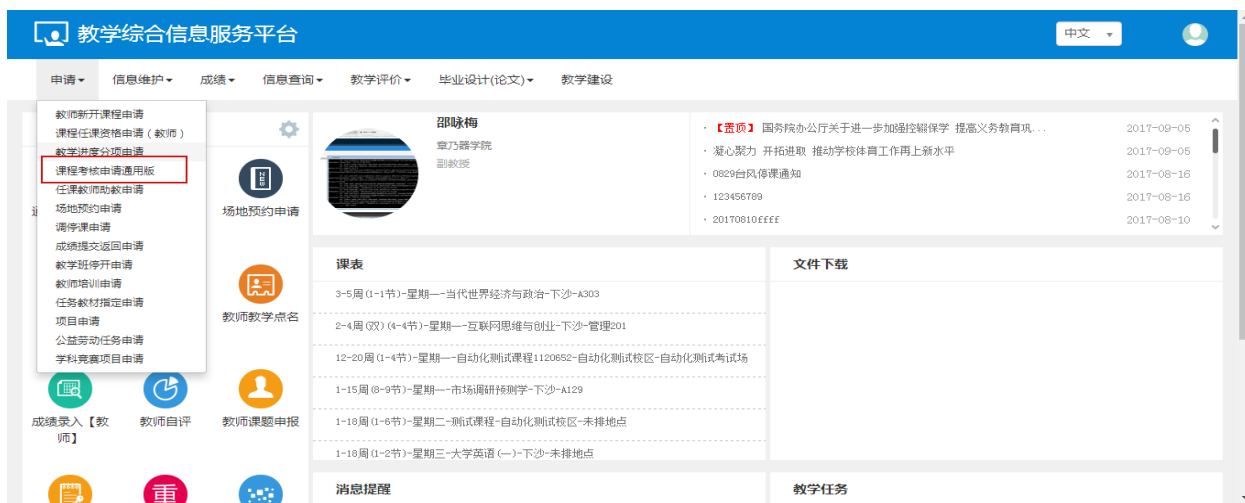 教学综合信息服务平台
中文
申请 信息维护 成绩 信息查询 教学评价 毕业设计(论文) 教学建设
教师新开课程申请
课程任课资格申请（教师）
教学进度分项申请
课程考核申请通用版
任课教师助教申请
场地预约申请
调停课申请
成绩提交返回申请
教学班停开申请
教师培训申请
任务教材指定申请
项目申请
公益劳动任务申请
学科竞赛项目申请
NEWS
场地预约申请
教师教学点名
成绩录入【教师】
教师自评
教师课题申报
重
邵咏梅
章乃器学院
副教授
· 【置顶】 国务院办公厅关于进一步加强控辍保学 提高义务教育巩... 2017-09-05
· 凝心聚力 开拓进取 推动学校体育工作再上新水平 2017-09-05
· 0829台风停课通知 2017-08-16
· 123456789 2017-08-16
· 20170810ffff 2017-08-10
课表
3-5周(1-1节)-星期一-当代世界经济与政治-下沙-A303
2-4周(双)(4-4节)-星期一-互联网思维与创业-下沙-管理201
12-20周(1-4节)-星期一-自动化测试课程1120652-自动化测试校区-自动化测试考试场
1-15周(8-9节)-星期一-市场调研预测学-下沙-A129
1-18周(1-6节)-星期二-测试课程-自动化测试校区-未排地点
1-18周(1-2节)-星期三-大学英语(一)-下沙-未排地点
文件下载
消息提醒
教学任务